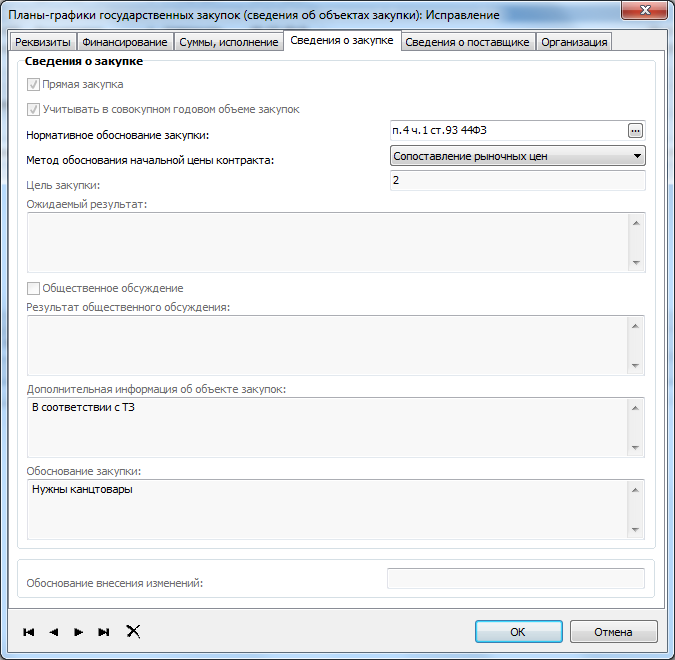 Планы-графики государственных закупок (сведения об объектах закупки): Исправление
Реквизиты Финансирование Суммы, исполнение Сведения о закупке Сведения о поставщике Организация
Сведения о закупке
Прямая закупка
Учитывать в совокупном годовом объеме закупок
Нормативное обоснование закупки: п.4 ч.1 ст.93 44ФЗ ...
Метод обоснования начальной цены контракта: Сопоставление рыночных цен
Цель закупки: 2
Ожидаемый результат:
Общественное обсуждение
Результат общественного обсуждения:
Дополнительная информация об объекте закупок:
В соответствии с ТЗ
Обоснование закупки:
Нужны канцтовары
Обоснование внесения изменений:
ОК Отмена